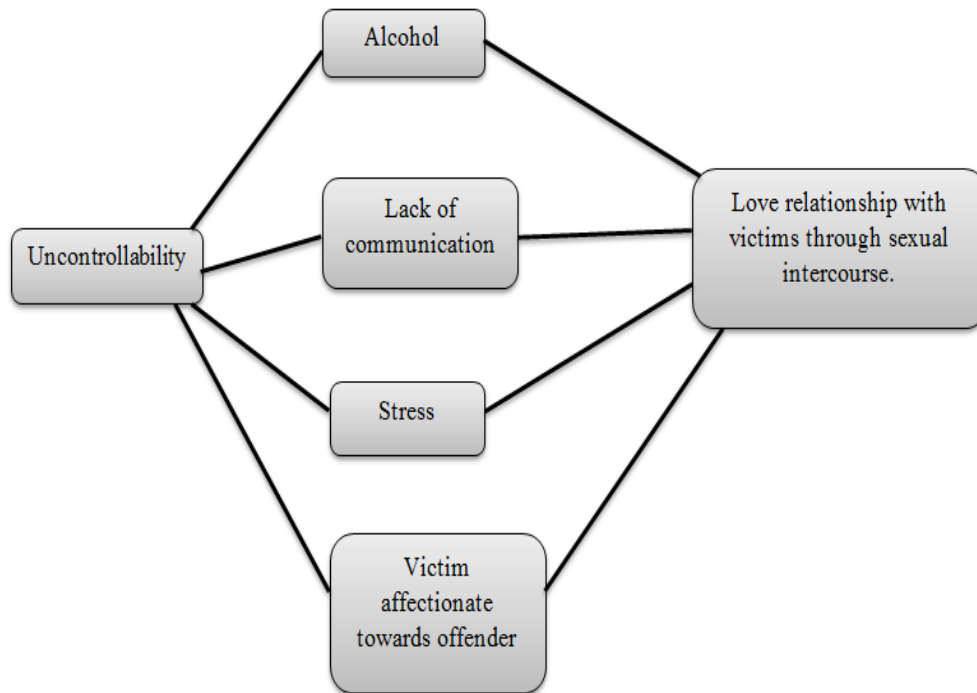 Alcohol
Lack of
communication
Uncontrollability
Love relationship with
victims through sexual
intercourse.
Stress
Victim
affectionate
towards offender